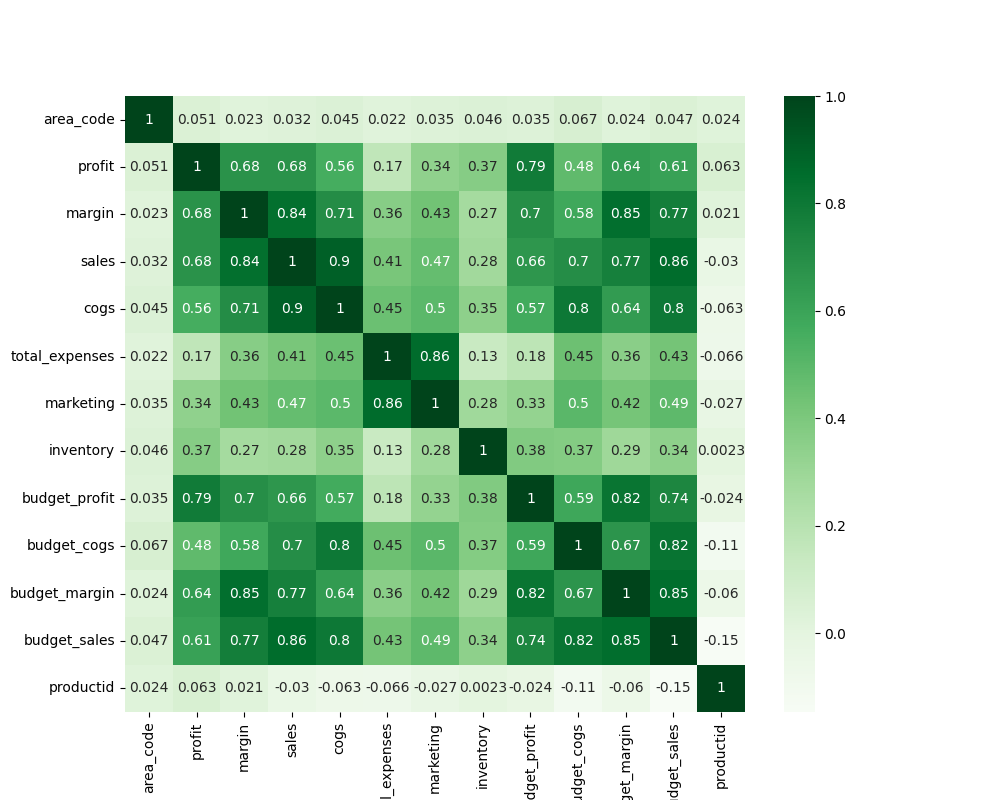 area_code 1 0.051 0.023 0.032 0.045 0.022 0.035 0.046 0.035 0.067 0.024 0.047 0.024
profit 0.051 1 0.68 0.68 0.56 0.17 0.34 0.37 0.79 0.48 0.64 0.61 0.063
margin 0.023 0.68 1 0.84 0.71 0.36 0.43 0.27 0.7 0.58 0.85 0.77 0.021
sales 0.032 0.68 0.84 1 0.9 0.41 0.47 0.28 0.66 0.7 0.77 0.86 -0.03
cogs 0.045 0.56 0.71 0.9 1 0.45 0.5 0.35 0.57 0.8 0.64 0.8 -0.063
total_expenses 0.022 0.17 0.36 0.41 0.45 1 0.86 0.13 0.18 0.45 0.36 0.43 -0.066
marketing 0.035 0.34 0.43 0.47 0.5 0.86 1 0.28 0.33 0.5 0.42 0.49 -0.027
inventory 0.046 0.37 0.27 0.28 0.35 0.13 0.28 1 0.38 0.37 0.29 0.34 0.0023
budget_profit 0.035 0.79 0.7 0.66 0.57 0.18 0.33 0.38 1 0.59 0.82 0.74 -0.024
budget_cogs 0.067 0.48 0.58 0.7 0.8 0.45 0.5 0.37 0.59 1 0.67 0.82 -0.11
budget_margin 0.024 0.64 0.85 0.77 0.64 0.36 0.42 0.29 0.82 0.67 1 0.85 -0.06
budget_sales 0.047 0.61 0.77 0.86 0.8 0.43 0.49 0.34 0.74 0.82 0.85 1 -0.15
productid 0.024 0.063 0.021 -0.03 -0.063 -0.066 -0.027 0.0023 -0.024 -0.11 -0.06 -0.15 1
area_code
profit
margin
sales
cogs
l_expenses
marketing
inventory
dget_profit
udget_cogs
get_margin
udget_sales
productid
1.0
0.8
0.6
0.4
0.2
0.0